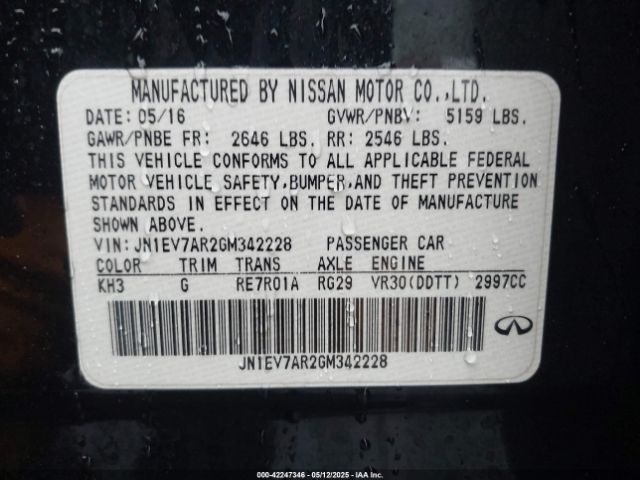 MANUFACTURED BY NISSAN MOTOR CO.,LTD.
DATE: 05/16 GVWR/PNBV: 5159 LBS.
GAWR/PNBE FR: 2646 LBS. RR: 2546 LBS.
THIS VEHICLE CONFORMS TO ALL APPLICABLE FEDERAL
MOTOR VEHICLE SAFETY,BUMPER,AND THEFT PREVENTION
STANDARDS IN EFFECT ON THE DATE OF MANUFACTURE
SHOWN ABOVE.
VIN: JN1EV7AR2GM342228 PASSENGER CAR
COLOR TRIM TRANS AXLE ENGINE
KH3 G RE7R01A RG29 VR30(DDTT) 2997CC
JN1EV7AR2GM342228
000-42247346 - 05/12/2025 - IAAI.COM